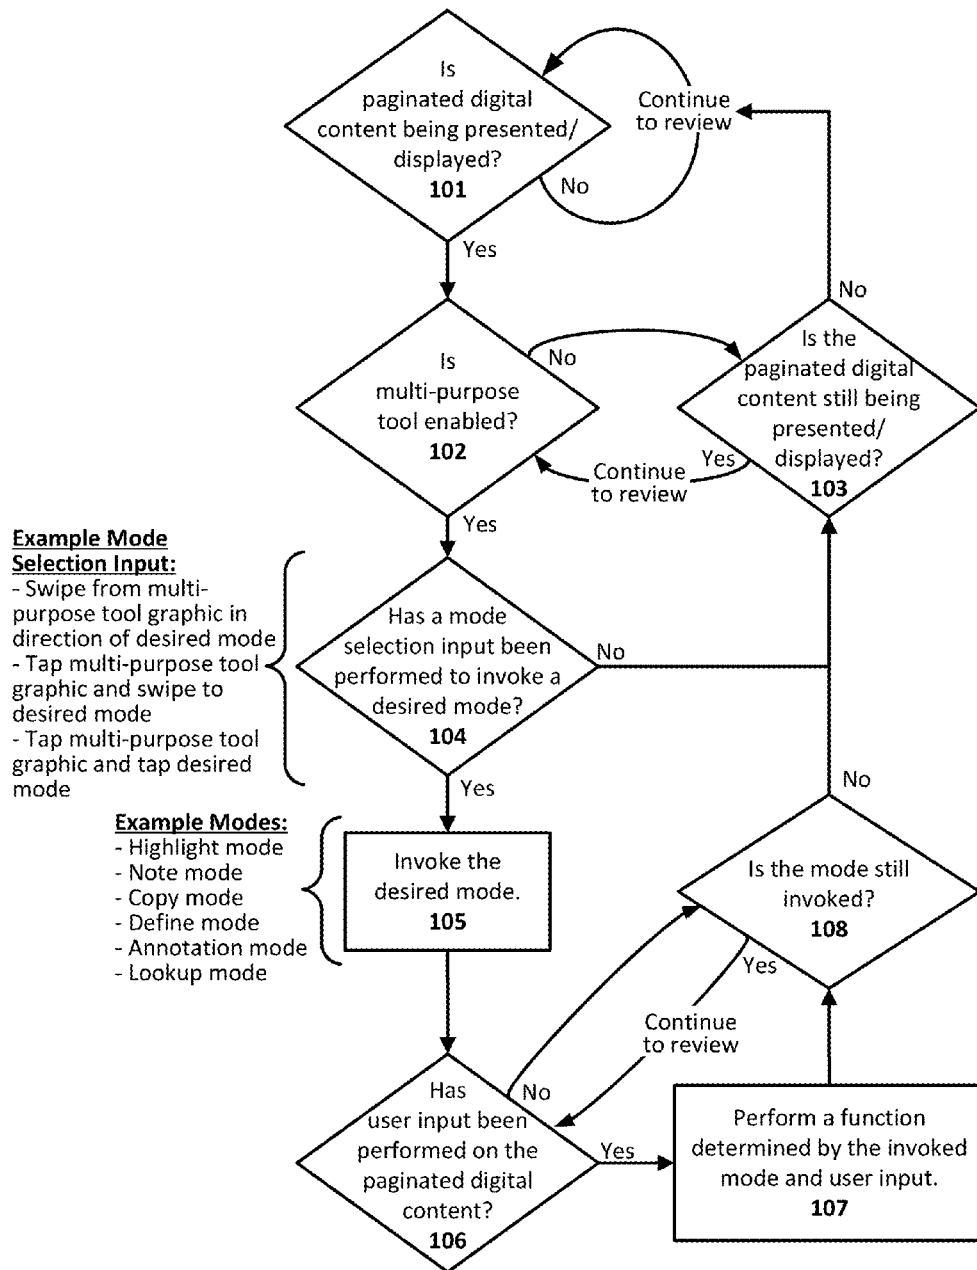 Is
paginated digital
content being presented/
displayed?
101
Continue
to review
No
Yes
No
Is
multi-purpose
tool enabled?
102
No
Is the
paginated digital
content still being
presented/
displayed?
103
Yes
Continue
to review
Yes
Example Mode
Selection Input:
- Swipe from multi-
purpose tool graphic in
direction of desired mode
- Tap multi-purpose tool
graphic and swipe to
desired mode
- Tap multi-purpose tool
graphic and tap desired
mode
Has a mode
selection input been
performed to invoke a
desired mode?
104
No
Yes
No
Example Modes:
- Highlight mode
- Note mode
- Copy mode
- Define mode
- Annotation mode
- Lookup mode
Invoke the
desired mode.
105
Is the mode still
invoked?
108
Yes
Continue
to review
No
Has
user input been
performed on the
paginated digital
content?
106
Yes
Perform a function
determined by the invoked
mode and user input.
107